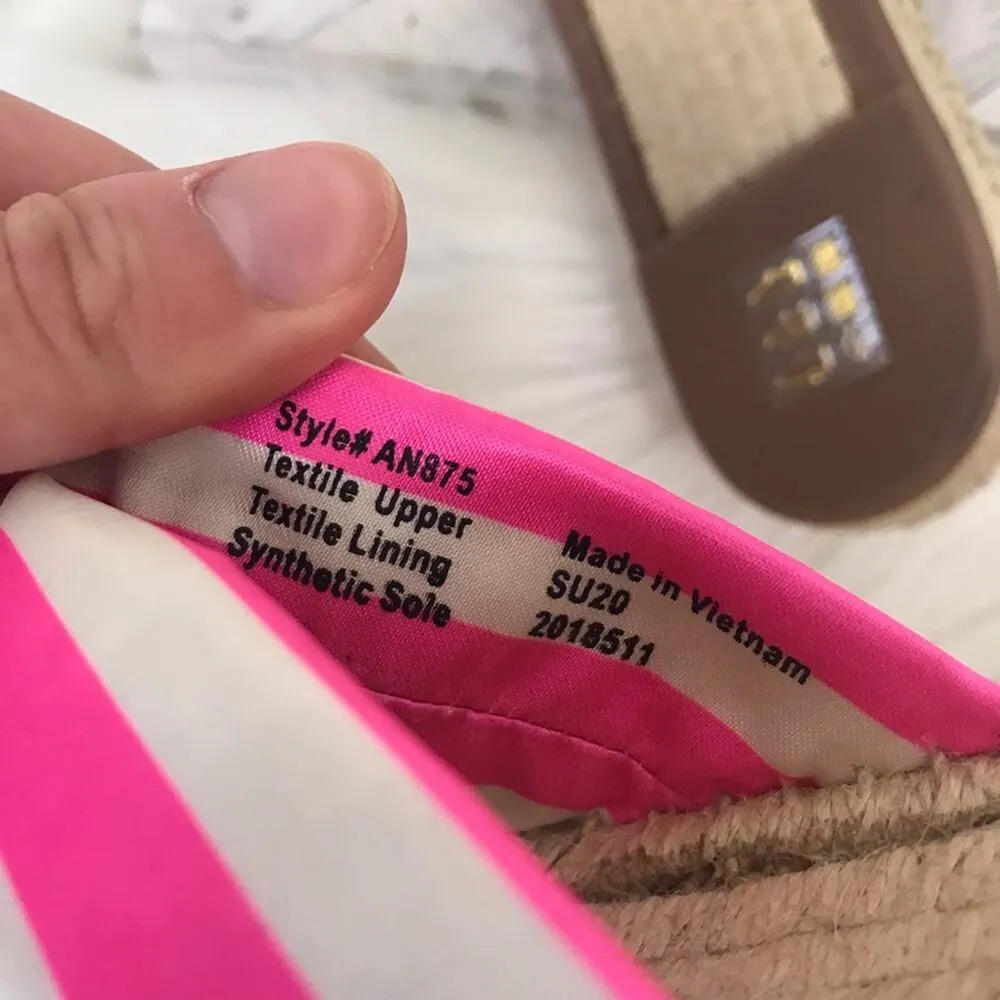 Style# AN875
Textile Upper
Textile Lining
Synthetic Sole
Made in Vietnam
SU20
2018511